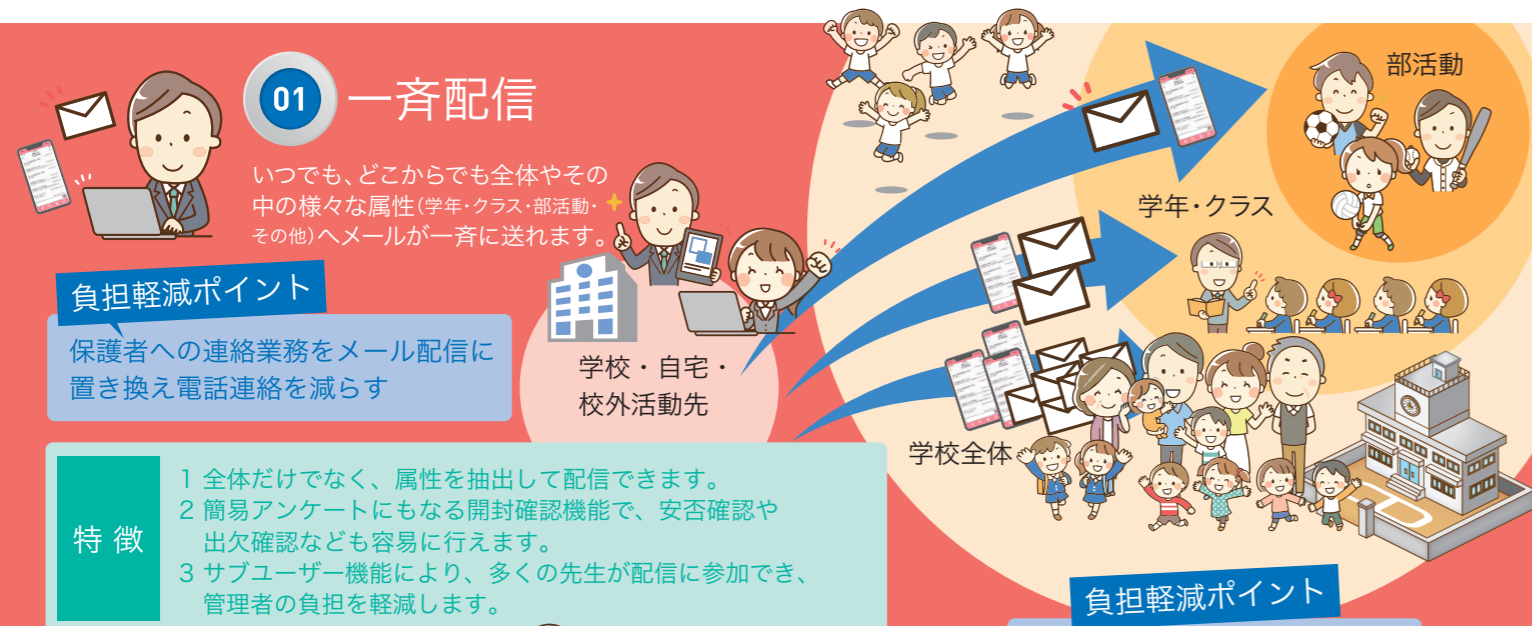 01 一斉配信
いつでも、どこからでも全体やその
中の様々な属性(学年・クラス・部活動・
その他)へメールが一斉に送れます。
負担軽減ポイント
保護者への連絡業務をメール配信に
置き換え電話連絡を減らす
学校・自宅・
校外活動先
部活動
学年・クラス
学校全体
特徴
1 全体だけでなく、属性を抽出して配信できます。
2 簡易アンケートにもなる開封確認機能で、安否確認や
出欠確認なども容易に行えます。
3 サブユーザー機能により、多くの先生が配信に参加でき、
管理者の負担を軽減します。
負担軽減ポイント